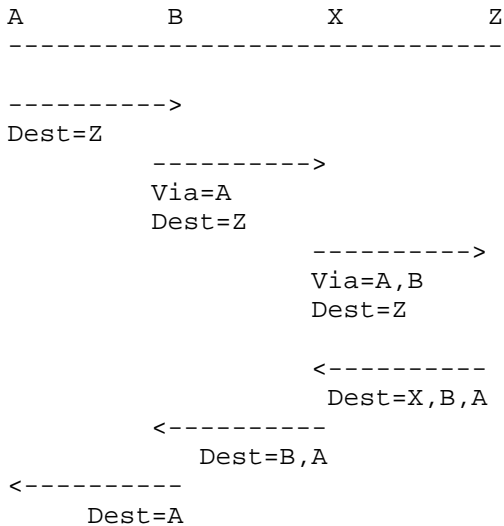 A B X Z
-------------------------------
---------->
Dest=Z
---------->
Via=A
Dest=Z
---------->
Via=A,B
Dest=Z
<----------
Dest=X,B,A
<----------
Dest=B,A
<----------
Dest=A